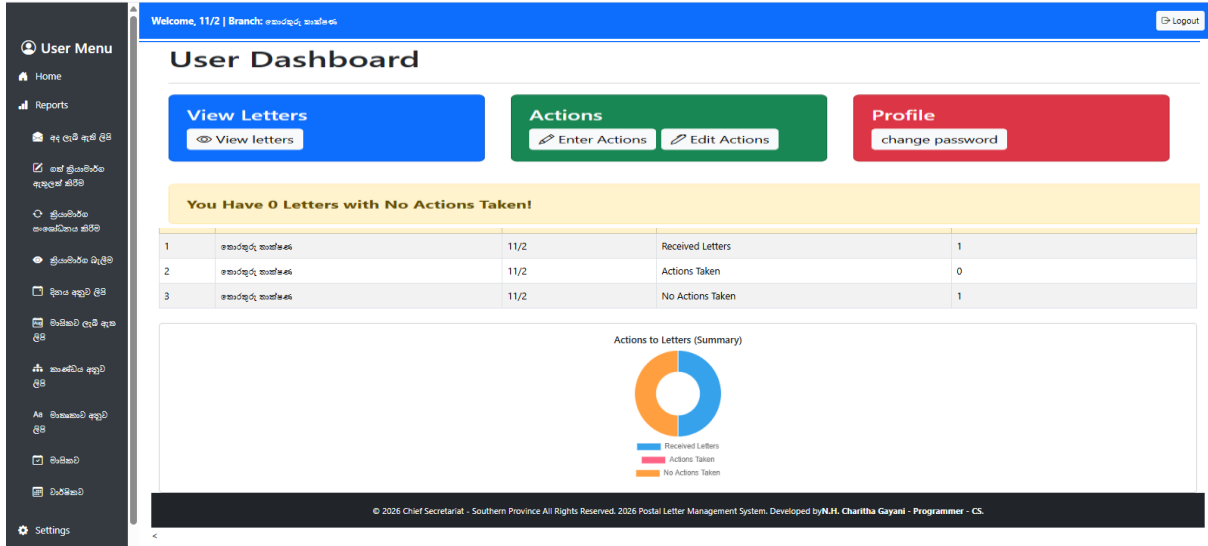 Welcome, 11/2 | Branch: තොරතුරු තාක්ෂණ
Logout
User Menu
Home
Reports
අද ලැබී ඇති ලිපි
ගත් ක්‍රියාමාර්ග
ඇතුලත් කිරීම
ක්‍රියාමාර්ග
සංශෝධනය කිරීම
ක්‍රියාමාර්ග බැලීම
දිනය අනුව ලිපි
මාසිකව ලැබී ඇත
ලිපි
කාණ්ඩය අනුව
ලිපි
Aa මාතෘකාව අනුව
ලිපි
මාසිකව
වාර්ෂිකව
Settings
User Dashboard
View Letters
View letters
Actions
Enter Actions
Edit Actions
Profile
change password
You Have 0 Letters with No Actions Taken!
1 තොරතුරු තාක්ෂණ 11/2 Received Letters 1
2 තොරතුරු තාක්ෂණ 11/2 Actions Taken 0
3 තොරතුරු තාක්ෂණ 11/2 No Actions Taken 1
Actions to Letters (Summary)
Received Letters
Actions Taken
No Actions Taken
© 2026 Chief Secretariat - Southern Province All Rights Reserved. 2026 Postal Letter Management System. Developed byN.H. Charitha Gayani - Programmer - CS.
<